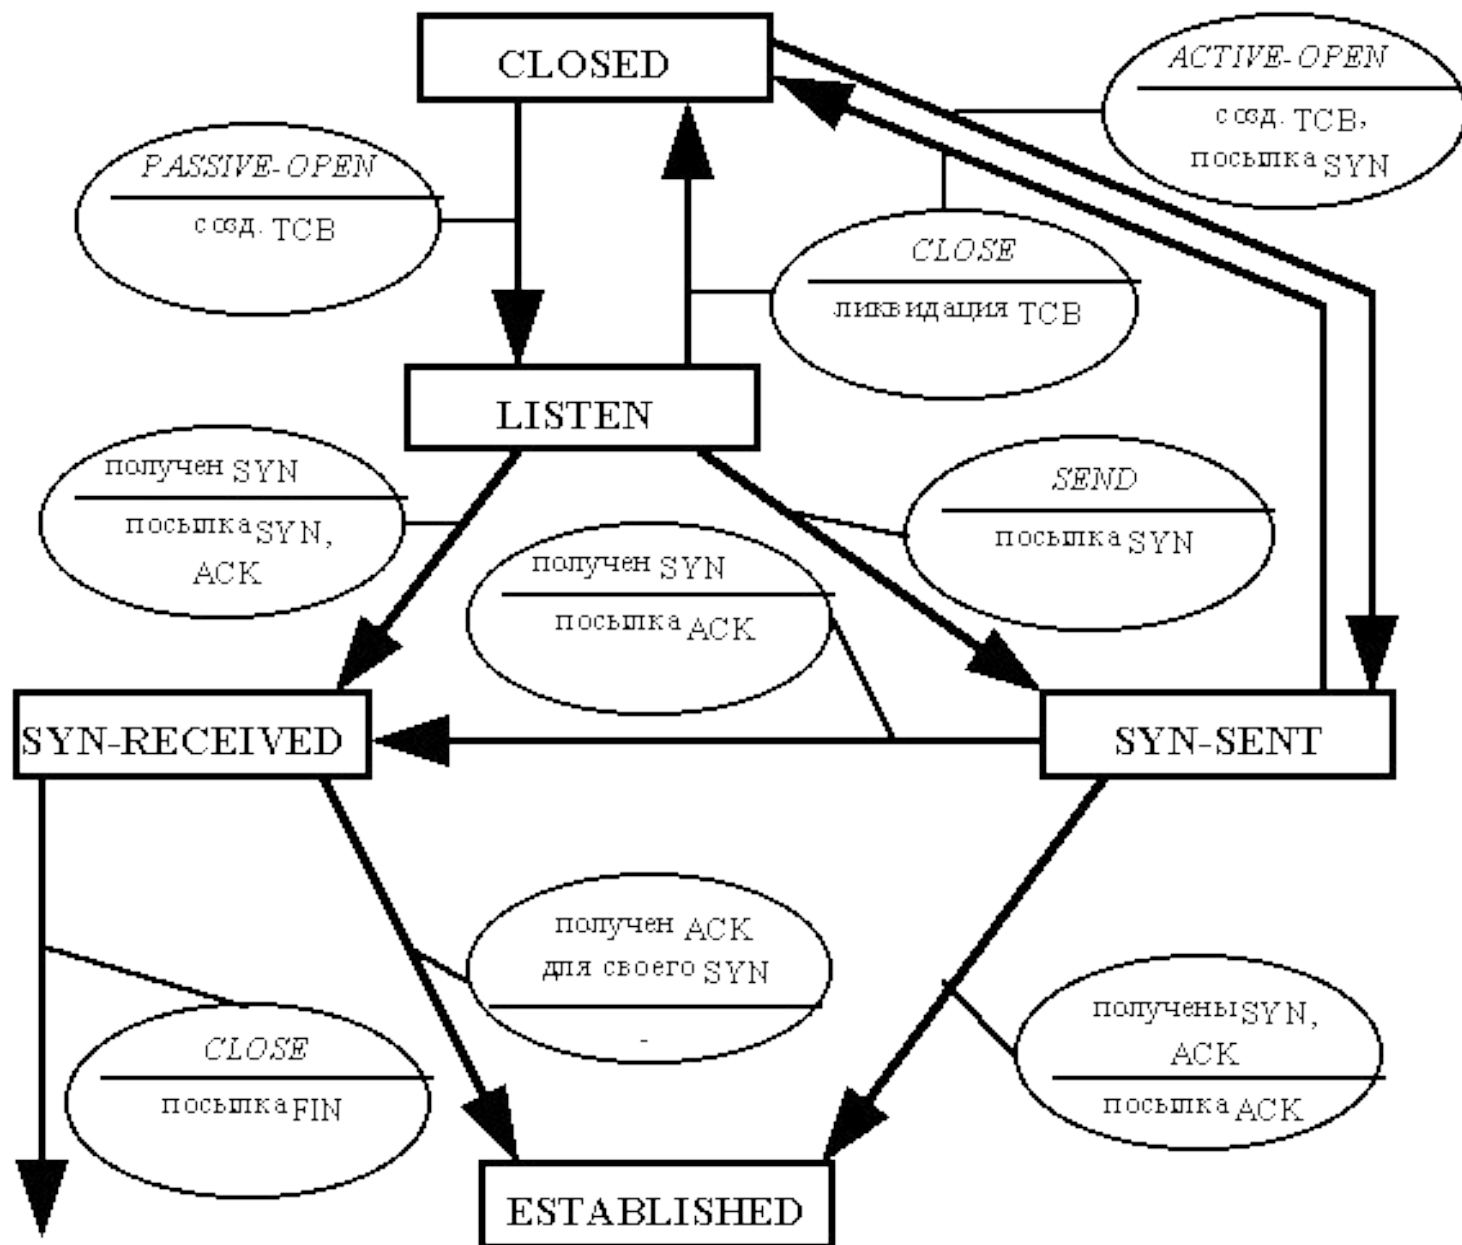 CLOSED
ACTIVE-OPEN
созд. TCB,
посылка SYN
PASSIVE-OPEN
созд. TCB
CLOSE
ликвидация TCB
LISTEN
получен SYN
посылка SYN,
ACK
SEND
посылка SYN
получен SYN
посылка ACK
SYN-RECEIVED
SYN-SENT
получен ACK
для своего SYN
-
получены SYN,
ACK
посылка ACK
CLOSE
посылка FIN
ESTABLISHED